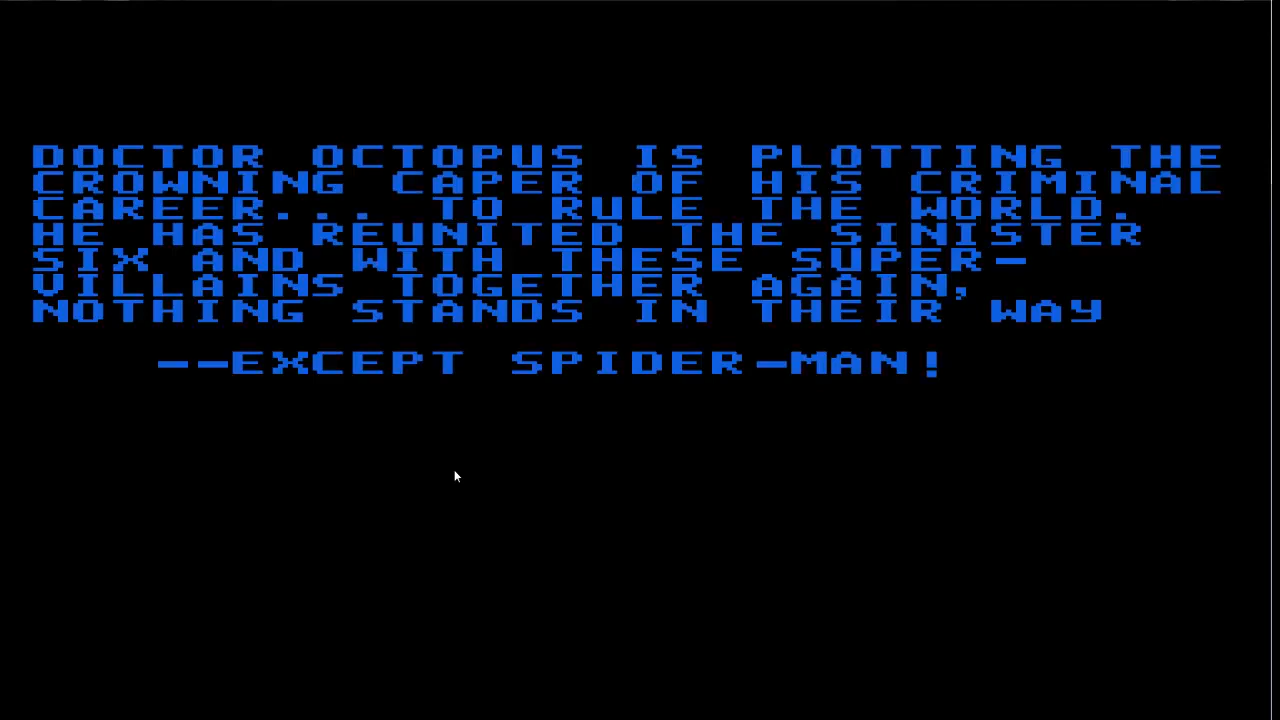 DOCTOR OCTOPUS IS PLOTTING THE
CROWNING CAPER OF HIS CRIMINAL
CAREER... TO RULE THE WORLD.
HE HAS REUNITED THE SINISTER
SIX AND WITH THESE SUPER-
VILLAINS TOGETHER AGAIN,
NOTHING STANDS IN THEIR WAY
--EXCEPT SPIDER-MAN!